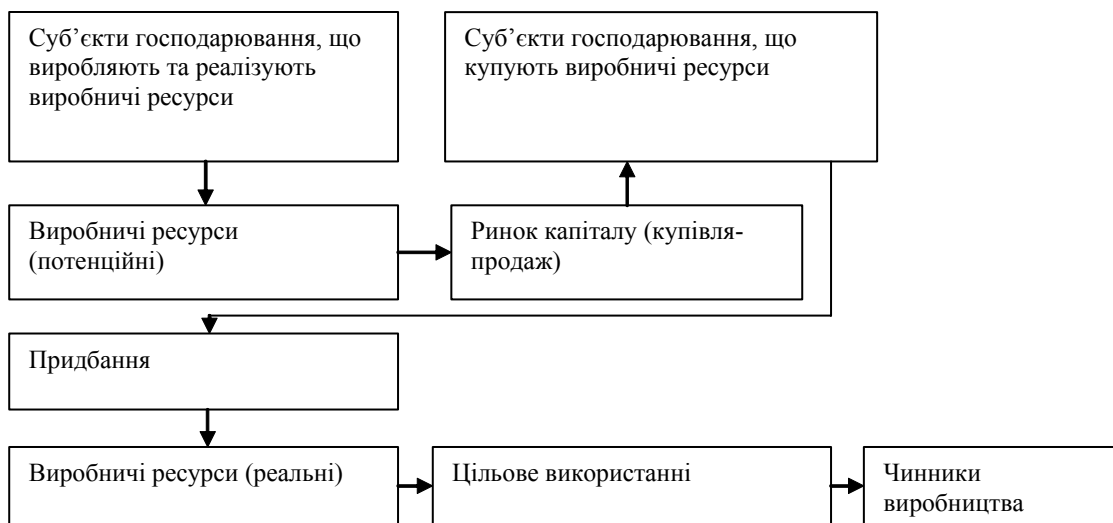 Суб’єкти господарювання, що
виробляють та реалізують
виробничі ресурси
Суб’єкти господарювання, що
купують виробничі ресурси
Виробничі ресурси
(потенційні)
Ринок капіталу (купівля-
продаж)
Придбання
Виробничі ресурси (реальні)
Цільове використанні
Чинники
виробництва